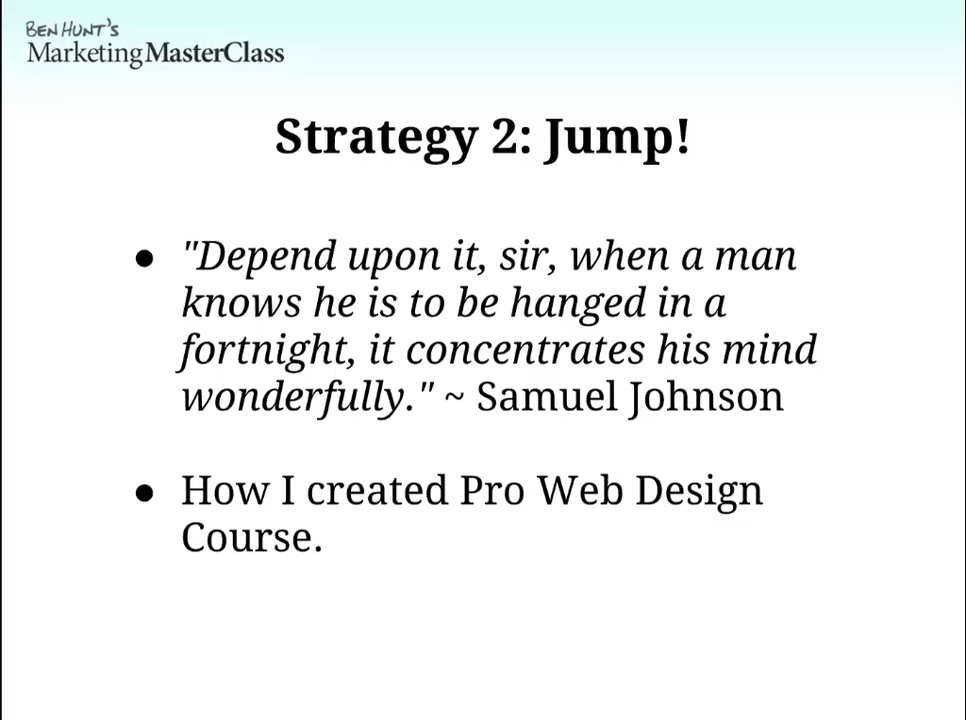 BEN HUNT'S
Marketing MasterClass
Strategy 2: Jump!
● "Depend upon it, sir, when a man
knows he is to be hanged in a
fortnight, it concentrates his mind
wonderfully." ~ Samuel Johnson
● How I created Pro Web Design
Course.